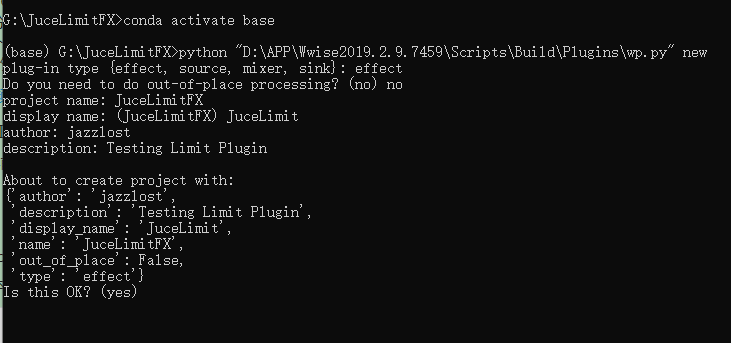 G:\JuceLimitFX>conda activate base
(base) G:\JuceLimitFX>python "D:\APP\Wwise2019.2.9.7459\Scripts\Build\Plugins\wp.py" new
plug-in type {effect, source, mixer, sink}: effect
Do you need to do out-of-place processing? (no) no
project name: JuceLimitFX
display name: (JuceLimitFX) JuceLimit
author: jazzlost
description: Testing Limit Plugin
About to create project with:
{'author': 'jazzlost',
 'description': 'Testing Limit Plugin',
 'display_name': 'JuceLimit',
 'name': 'JuceLimitFX',
 'out_of_place': False,
 'type': 'effect'}
Is this OK? (yes)